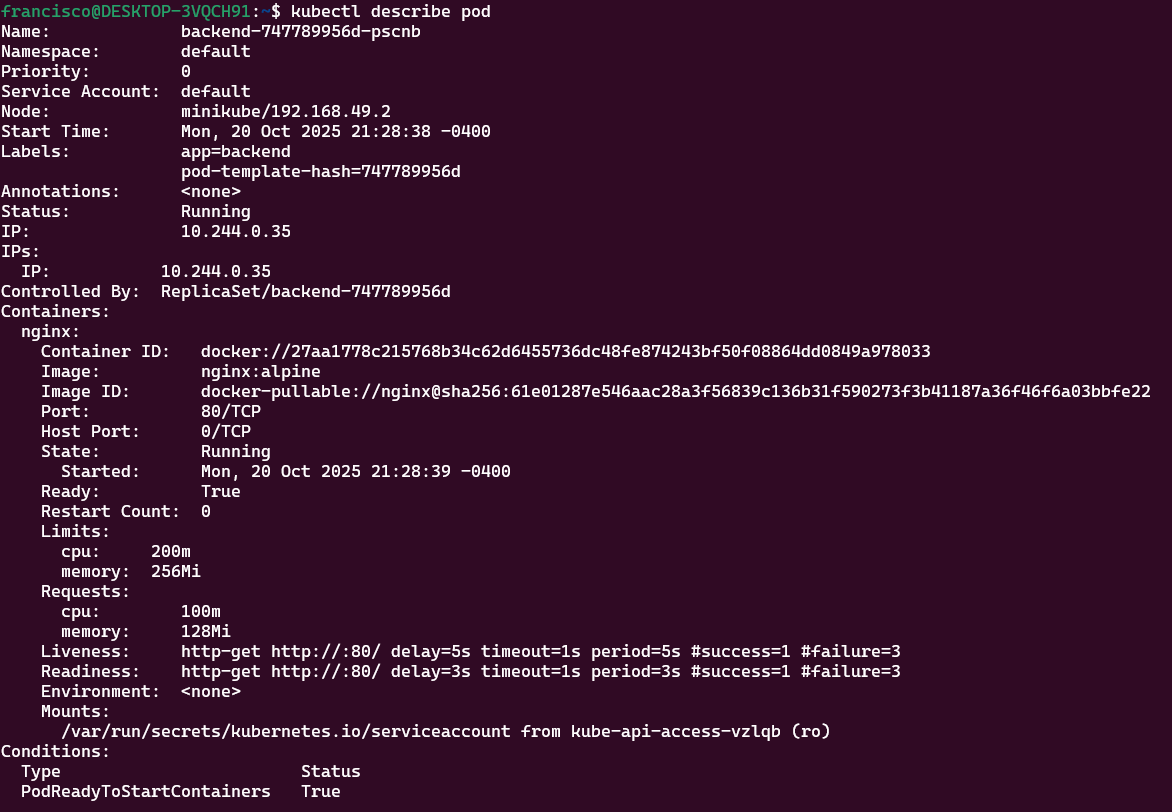 francisco@DESKTOP-3VQCH91:~$ kubectl describe pod
Name:             backend-747789956d-pscnb
Namespace:        default
Priority:         0
Service Account:  default
Node:             minikube/192.168.49.2
Start Time:       Mon, 20 Oct 2025 21:28:38 -0400
Labels:           app=backend
                  pod-template-hash=747789956d
Annotations:      <none>
Status:           Running
IP:               10.244.0.35
IPs:
  IP:           10.244.0.35
Controlled By:  ReplicaSet/backend-747789956d
Containers:
  nginx:
    Container ID:   docker://27aa1778c215768b34c62d6455736dc48fe874243bf50f08864dd0849a978033
    Image:          nginx:alpine
    Image ID:       docker-pullable://nginx@sha256:61e01287e546aac28a3f56839c136b31f590273f3b41187a36f46f6a03bbfe22
    Port:           80/TCP
    Host Port:      0/TCP
    State:          Running
      Started:      Mon, 20 Oct 2025 21:28:39 -0400
    Ready:          True
    Restart Count:  0
    Limits:
      cpu:     200m
      memory:  256Mi
    Requests:
      cpu:        100m
      memory:     128Mi
    Liveness:     http-get http://:80/ delay=5s timeout=1s period=5s #success=1 #failure=3
    Readiness:    http-get http://:80/ delay=3s timeout=1s period=3s #success=1 #failure=3
    Environment:  <none>
    Mounts:
      /var/run/secrets/kubernetes.io/serviceaccount from kube-api-access-vzlqb (ro)
Conditions:
  Type                        Status
  PodReadyToStartContainers   True